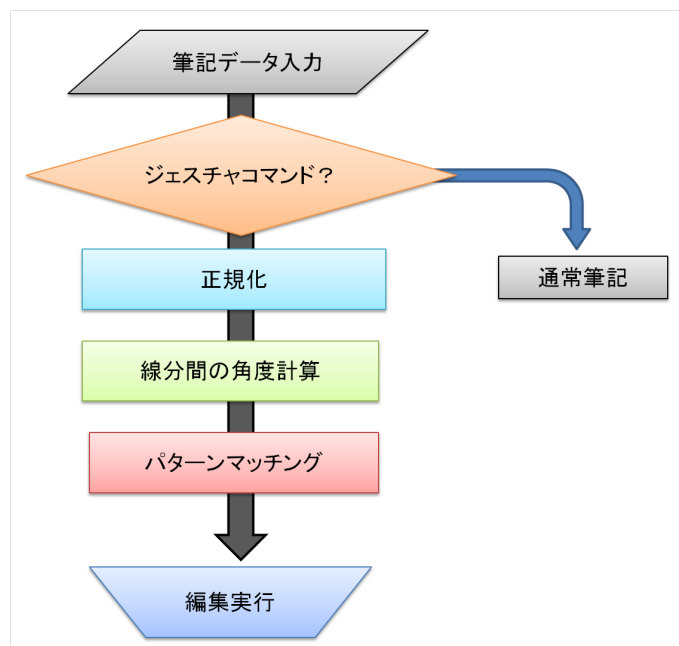 筆記データ入力
ジェスチャコマンド？
正規化
通常筆記
線分間の角度計算
パターンマッチング
編集実行